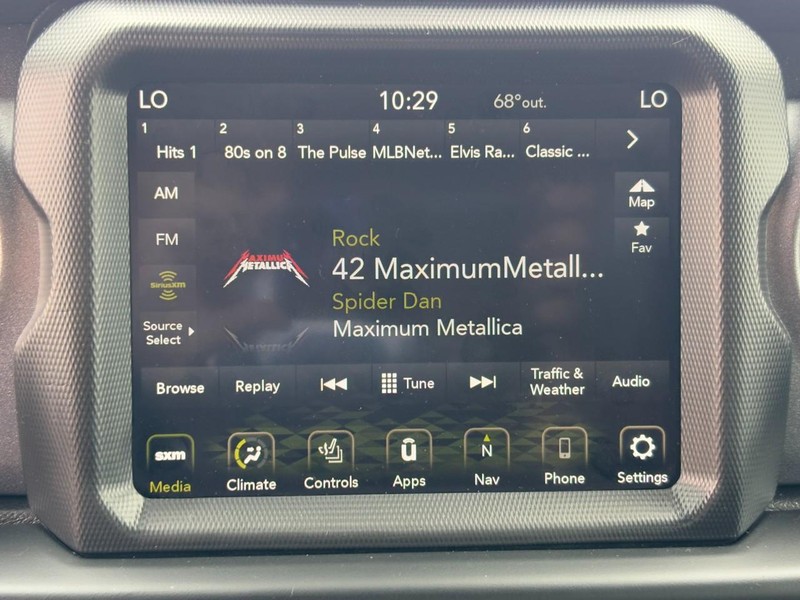 LO 10:29 68°out. LO
1 2 3 4 5 6
Hits 1 80s on 8 The Pulse MLBNet... Elvis Ra... Classic ...
AM
Map
FM
Fav
SiriusXM
Source
Select
MAXIMUM
METALLICA
Rock
42 MaximumMetall...
Spider Dan
Maximum Metallica
Browse Replay Tune Traffic &
Weather Audio
sxm
Media Climate Controls
Apps
N
Nav Phone Settings